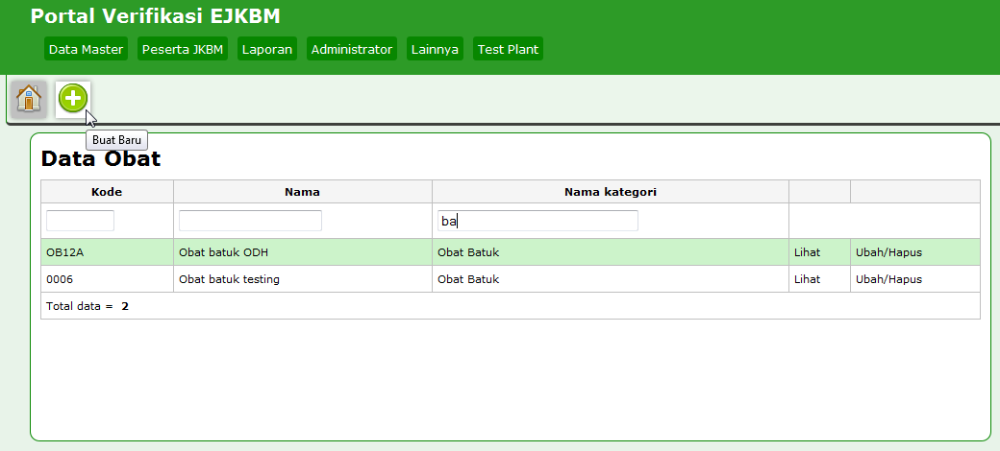 Portal Verifikasi EJKBM
Data Master Peserta JKBM Laporan Administrator Lainnya Test Plant
Buat Baru
Data Obat
Kode Nama Nama kategori
ba
OB12A Obat batuk ODH Obat Batuk Lihat Ubah/Hapus
0006 Obat batuk testing Obat Batuk Lihat Ubah/Hapus
Total data = 2